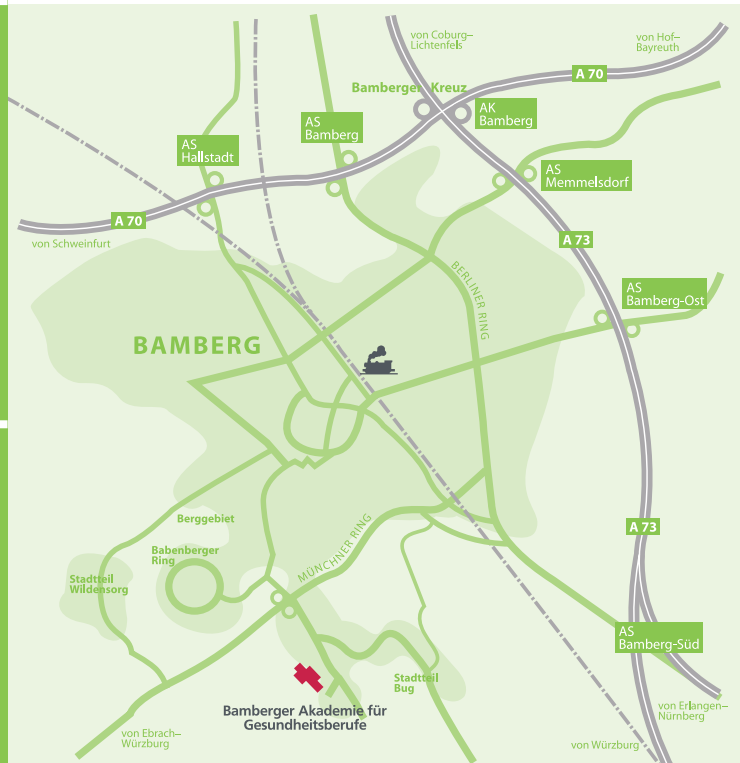 von Coburg–
Lichtenfels
von Hof–
Bayreuth
A 70
Bamberger Kreuz
AK
Bamberg
AS
Bamberg
AS
Hallstadt
AS
Memmelsdorf
A 70
von Schweinfurt
A 73
BERLINER RING
AS
Bamberg-Ost
BAMBERG
Berggebiet
MÜNCHNER RING
A 73
Babenberger
Ring
Stadtteil
Wildensorg
AS
Bamberg-Süd
Stadtteil
Bug
Bamberger Akademie für
Gesundheitsberufe
von Erlangen–
Nürnberg
von Ebrach–
Würzburg
von Würzburg